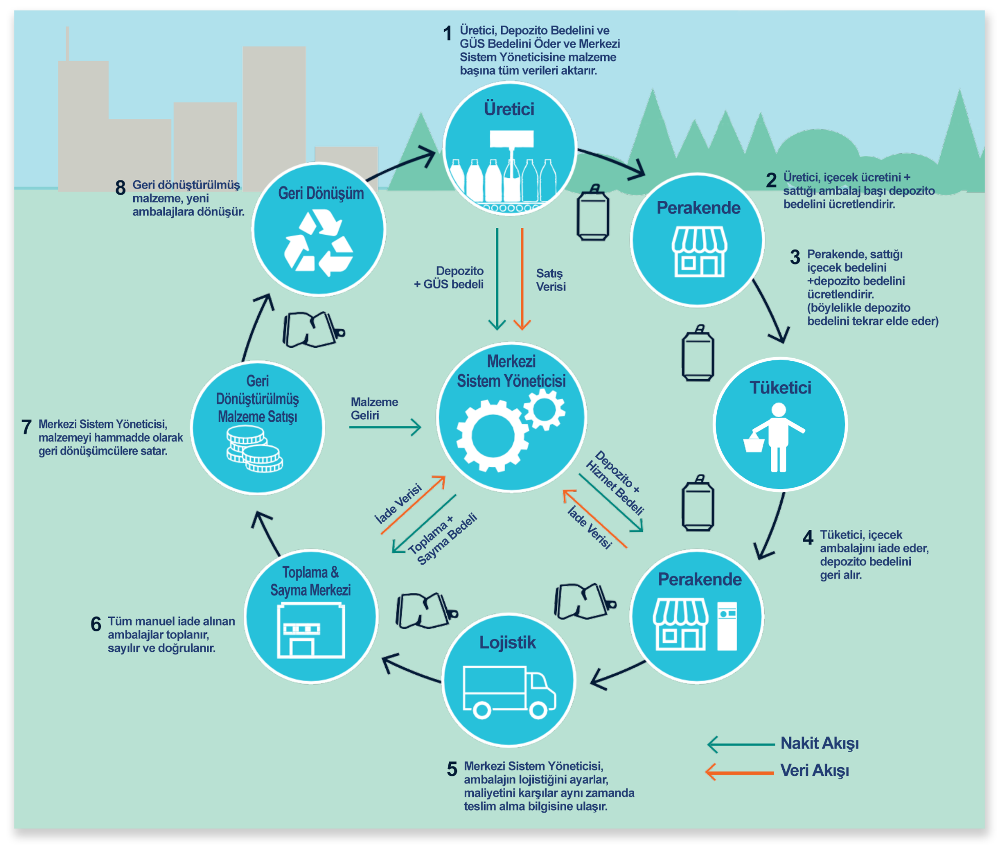 1 Üretici, Depozito Bedelini ve
GÜS Bedelini Öder ve Merkezi
Sistem Yöneticisine malzeme
başına tüm verileri aktarır.
Üretici
8 Geri dönüştürülmüş
malzeme, yeni
ambalajlara dönüşür.
Geri Dönüşüm
Perakende
2 Üretici, içecek ücretini +
sattığı ambalaj başı depozito
bedelini ücretlendirir.
3 Perakende, sattığı
içecek bedelini
+depozito bedelini
ücretlendirir.
(böylelikle depozito
bedelini tekrar elde eder)
Depozito
+ GÜS bedeli
Satış
Verisi
Merkezi
Sistem Yöneticisi
Tüketici
Geri
Dönüştürülmüş
Malzeme Satışı
Malzeme
Geliri
7 Merkezi Sistem Yöneticisi,
malzemeyi hammadde olarak
geri dönüşümcülere satar.
İade Verisi
Toplama +
Sayma Bedeli
Depozito +
Hizmet Bedeli
İade Verisi
4 Tüketici, içecek
ambalajını iade eder,
depozito bedelini
geri alır.
Toplama &
Sayma Merkezi
Perakende
6 Tüm manuel iade alınan
ambalajlar toplanır,
sayılır ve doğrulanır.
Lojistik
5 Merkezi Sistem Yöneticisi,
ambalajın lojistiğini ayarlar,
maliyetini karşılar aynı zamanda
teslim alma bilgisine ulaşır.
Nakit Akışı
Veri Akışı